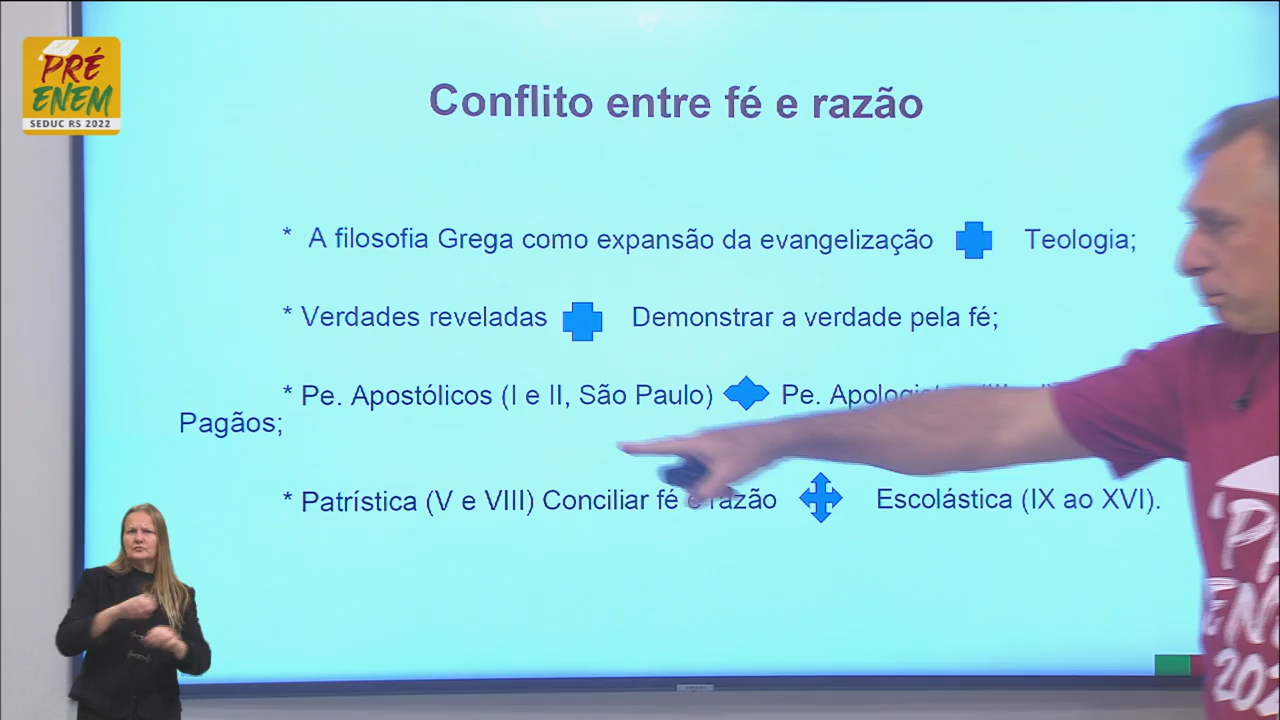 PRÉ
ENEM
SEDUC RS 2022
Conflito entre fé e razão
* A filosofia Grega como expansão da evangelização Teologia;
* Verdades reveladas Demonstrar a verdade pela fé;
* Pe. Apostólicos (I e II, São Paulo) Pe.
Pagãos;
* Patrística (V e VIII) Conciliar fé e razão Escolástica (IX ao XVI).